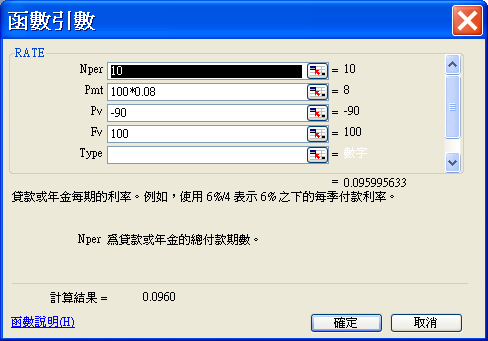 函數引數
RATE
Nper 10 = 10
Pmt 100*0.08 = 8
Pv -90 = -90
Fv 100 = 100
Type = 數字
= 0.095995633
貸款或年金每期的利率。例如，使用 6%/4 表示 6% 之下的每季付款利率。
Nper 為貸款或年金的總付款期數。
計算結果 = 0.0960
函數說明(H) 確定 取消